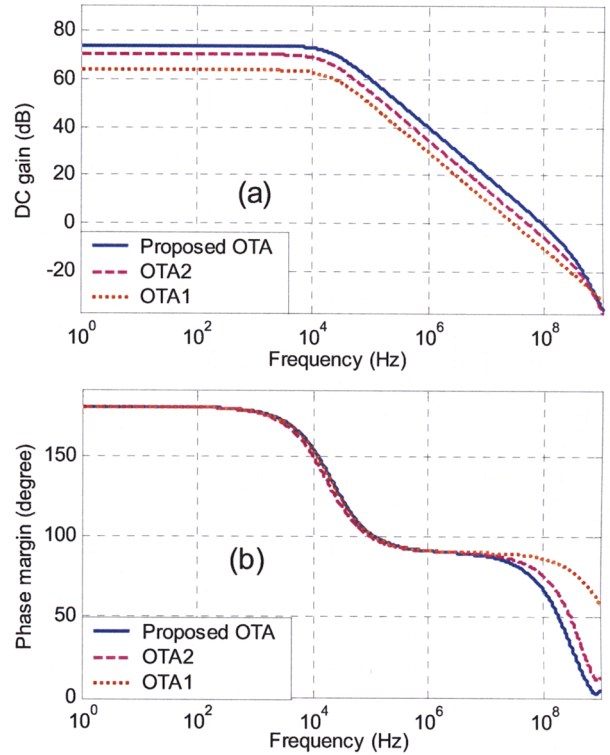 80
60
40
20
0
-20
DC gain (dB)
(a)
Proposed OTA
OTA2
OTA1
10^0 10^2 10^4 10^6 10^8
Frequency (Hz)
150
100
50
0
Phase margin (degree)
(b)
Proposed OTA
OTA2
OTA1
10^0 10^2 10^4 10^6 10^8
Frequency (Hz)